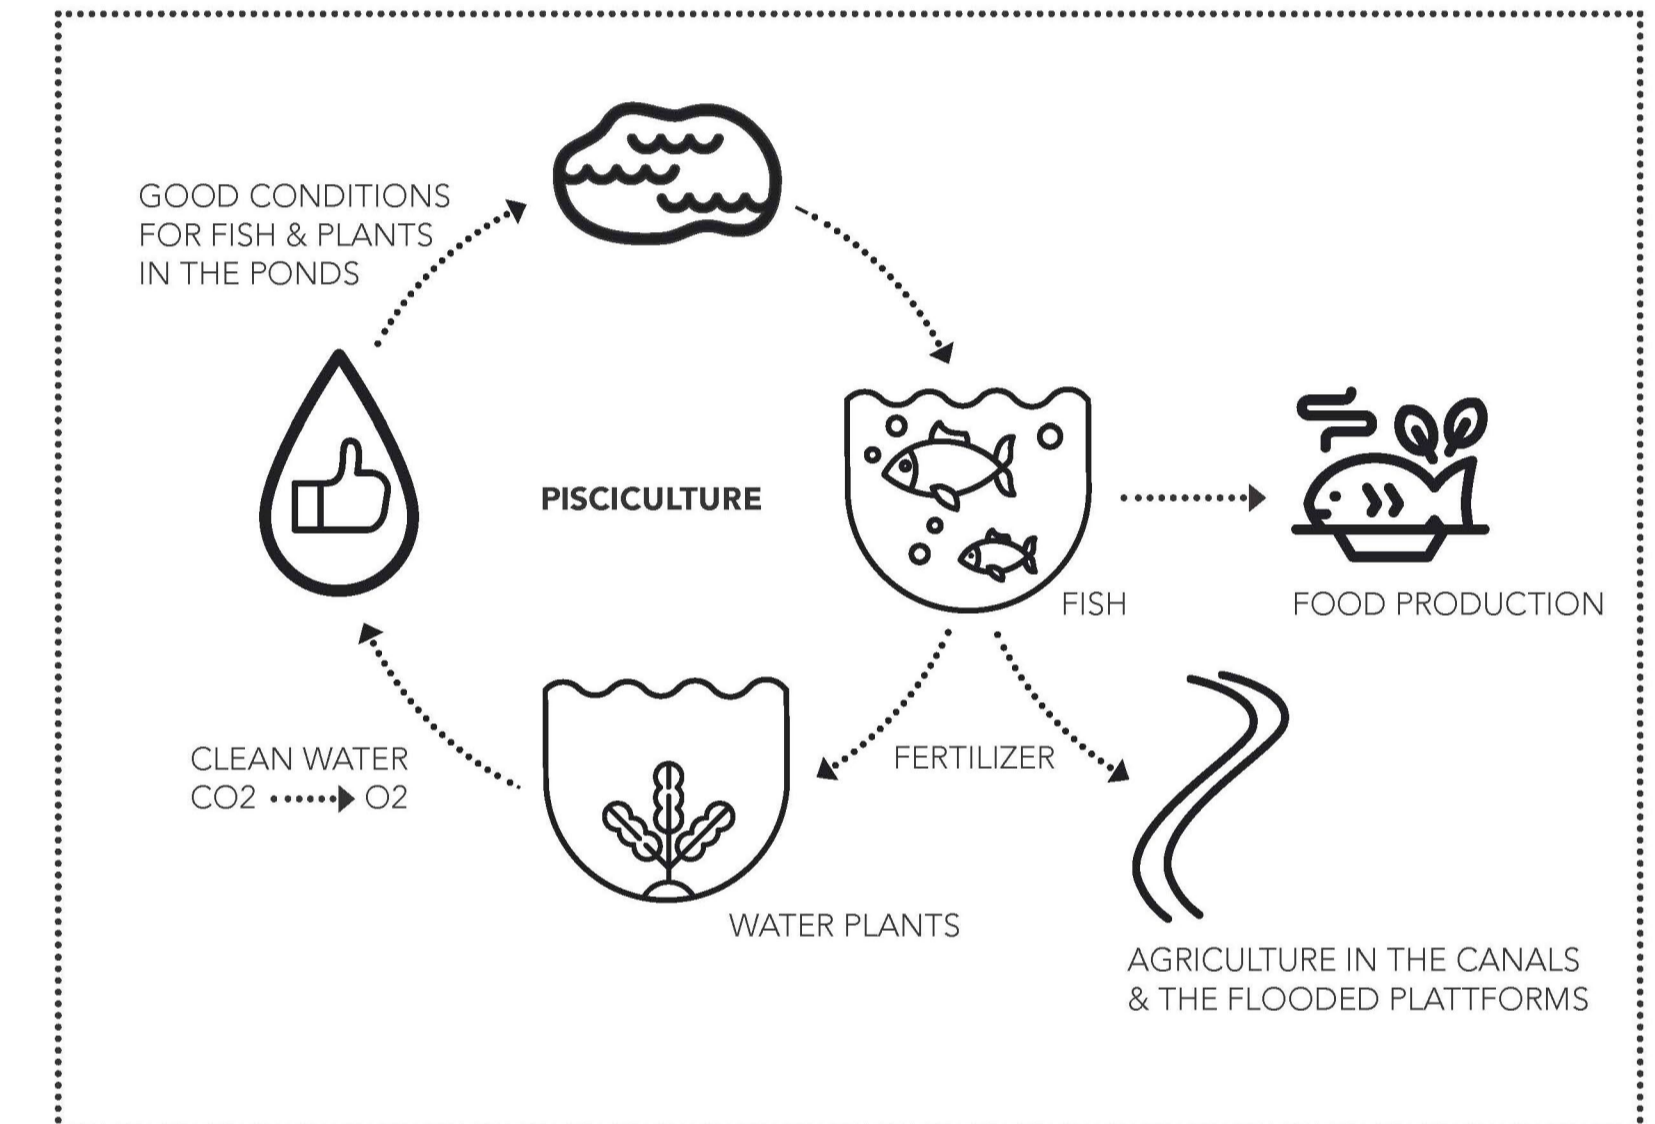 GOOD CONDITIONS
FOR FISH & PLANTS
IN THE PONDS
PISCICULTURE
FISH
FOOD PRODUCTION
FERTILIZER
CLEAN WATER
CO2 O2
WATER PLANTS
AGRICULTURE IN THE CANALS
& THE FLOODED PLATTFORMS